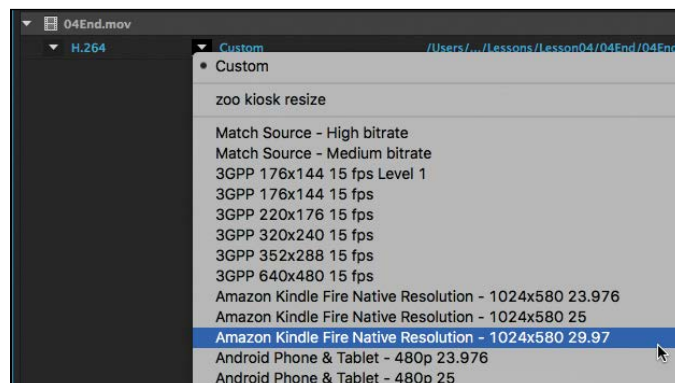 04End.mov
H.264 Custom /Users/.../Lessons/Lesson04/04End/04End
• Custom
zoo kiosk resize
Match Source - High bitrate
Match Source - Medium bitrate
3GPP 176x144 15 fps Level 1
3GPP 176x144 15 fps
3GPP 220x176 15 fps
3GPP 320x240 15 fps
3GPP 352x288 15 fps
3GPP 640x480 15 fps
Amazon Kindle Fire Native Resolution - 1024x580 23.976
Amazon Kindle Fire Native Resolution - 1024x580 25
Amazon Kindle Fire Native Resolution - 1024x580 29.97
Android Phone & Tablet - 480p 23.976
Android Phone & Tablet - 480p 25